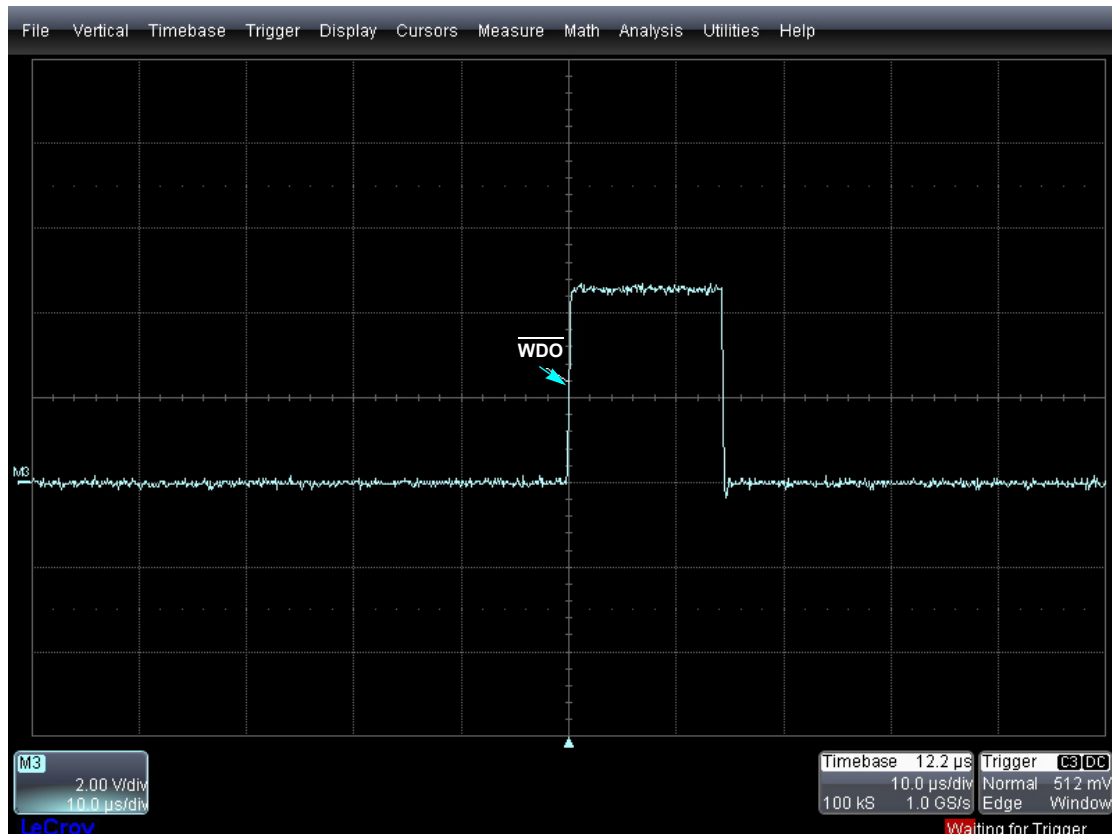 File Vertical Timebase Trigger Display Cursors Measure Math Analysis Utilities Help
WDO
M3
M3
2.00 V/div
10.0 µs/div
Timebase 12.2 µs
10.0 µs/div
100 kS 1.0 GS/s
Trigger C3 DC
Normal 512 mV
Edge Window
LeCroy
Waiting for Trigger